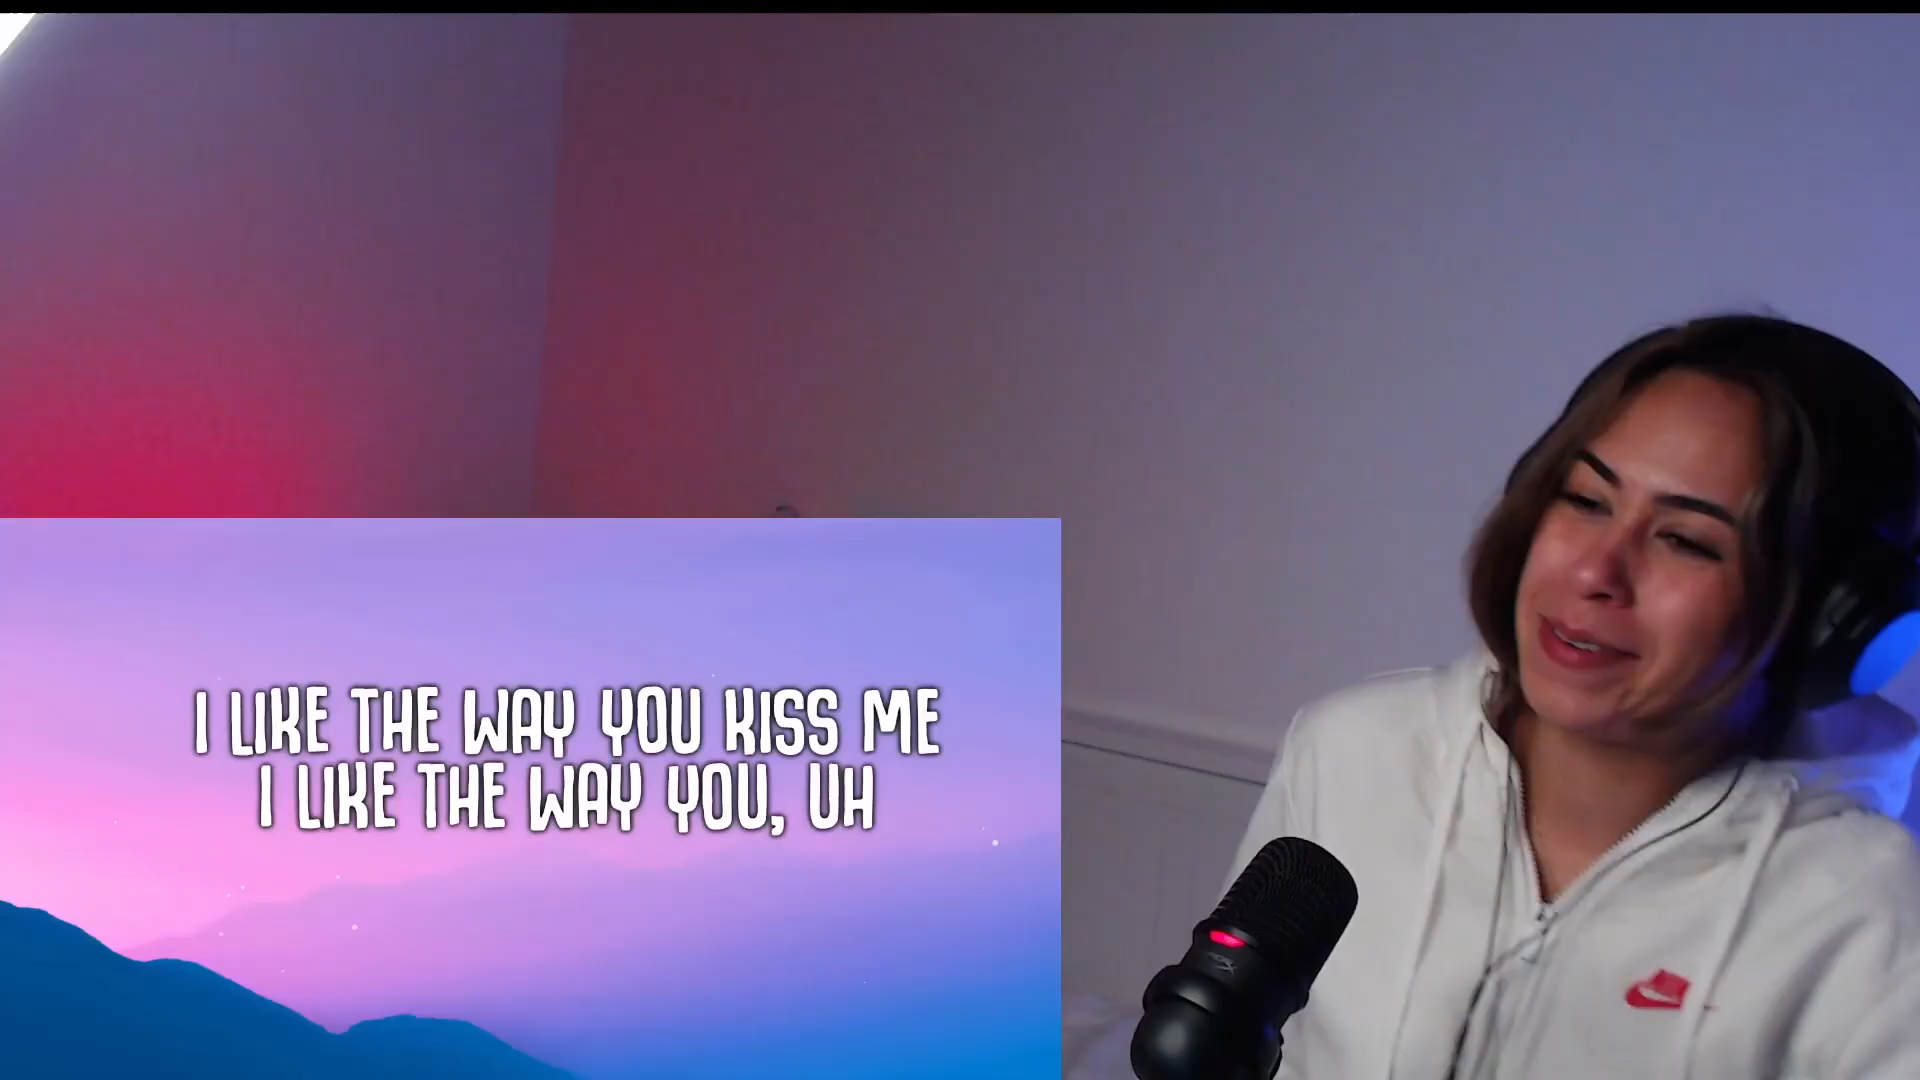 I LIKE THE WAY YOU KISS ME
I LIKE THE WAY YOU, UH